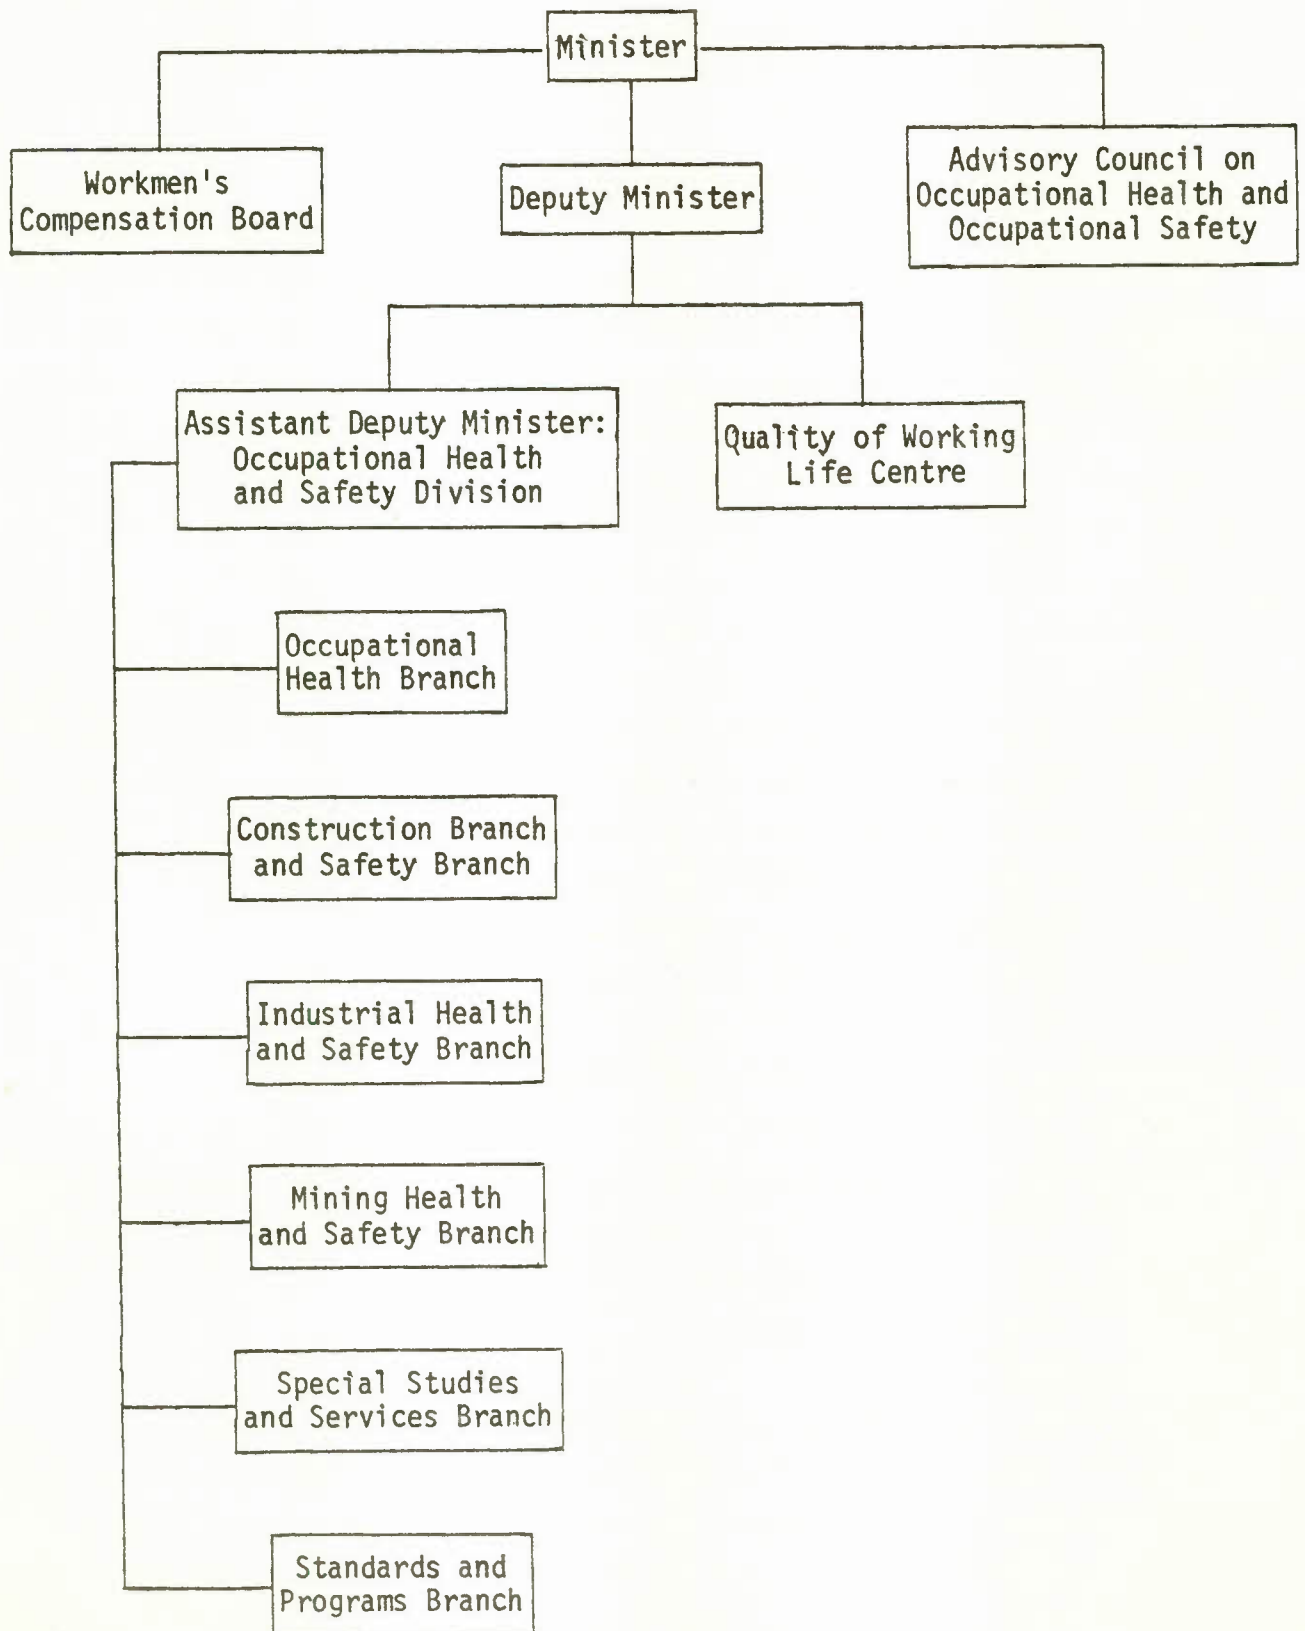 Minister
Workmen's
Compensation Board
Deputy Minister
Advisory Council on
Occupational Health and
Occupational Safety
Assistant Deputy Minister:
Occupational Health
and Safety Division
Quality of Working
Life Centre
Occupational
Health Branch
Construction Branch
and Safety Branch
Industrial Health
and Safety Branch
Mining Health
and Safety Branch
Special Studies
and Services Branch
Standards and
Programs Branch